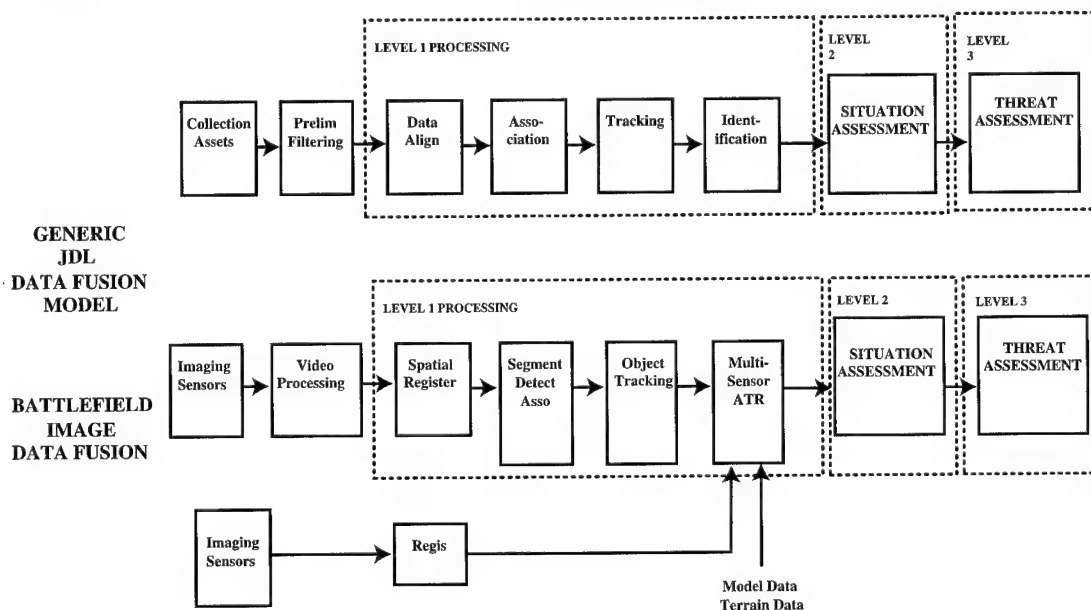 LEVEL 1 PROCESSING
LEVEL
2
LEVEL
3
Collection
Assets
Prelim
Filtering
Data
Align
Asso-
ciation
Tracking
Ident-
ification
SITUATION
ASSESSMENT
THREAT
ASSESSMENT
GENERIC
JDL
DATA FUSION
MODEL
LEVEL 1 PROCESSING
LEVEL 2
LEVEL 3
Imaging
Sensors
Video
Processing
Spatial
Register
Segment
Detect
Asso
Object
Tracking
Multi-
Sensor
ATR
SITUATION
ASSESSMENT
THREAT
ASSESSMENT
BATTLEFIELD
IMAGE
DATA FUSION
Imaging
Sensors
Regis
Model Data
Terrain Data